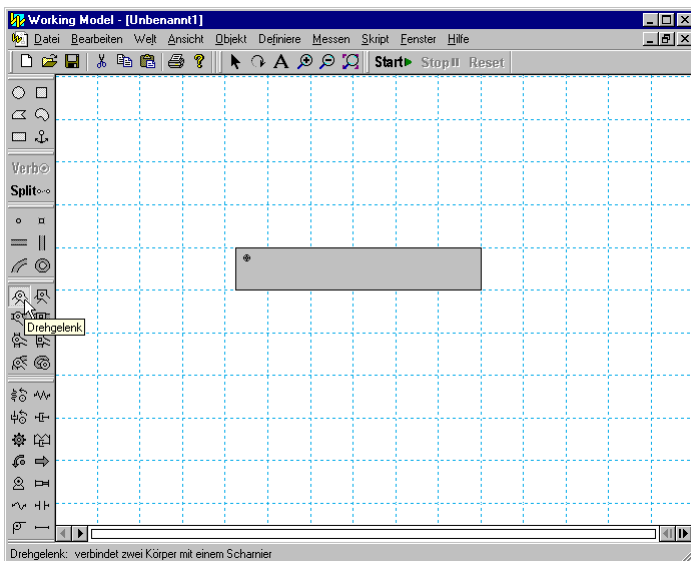 Working Model - [Unbenannt1]
Datei Bearbeiten Welt Ansicht Objekt Definiere Messen Skript Fenster Hilfe
A Start Stop Reset
Verb
Split
Drehgelenk
Drehgelenk: verbindet zwei Körper mit einem Scharnier